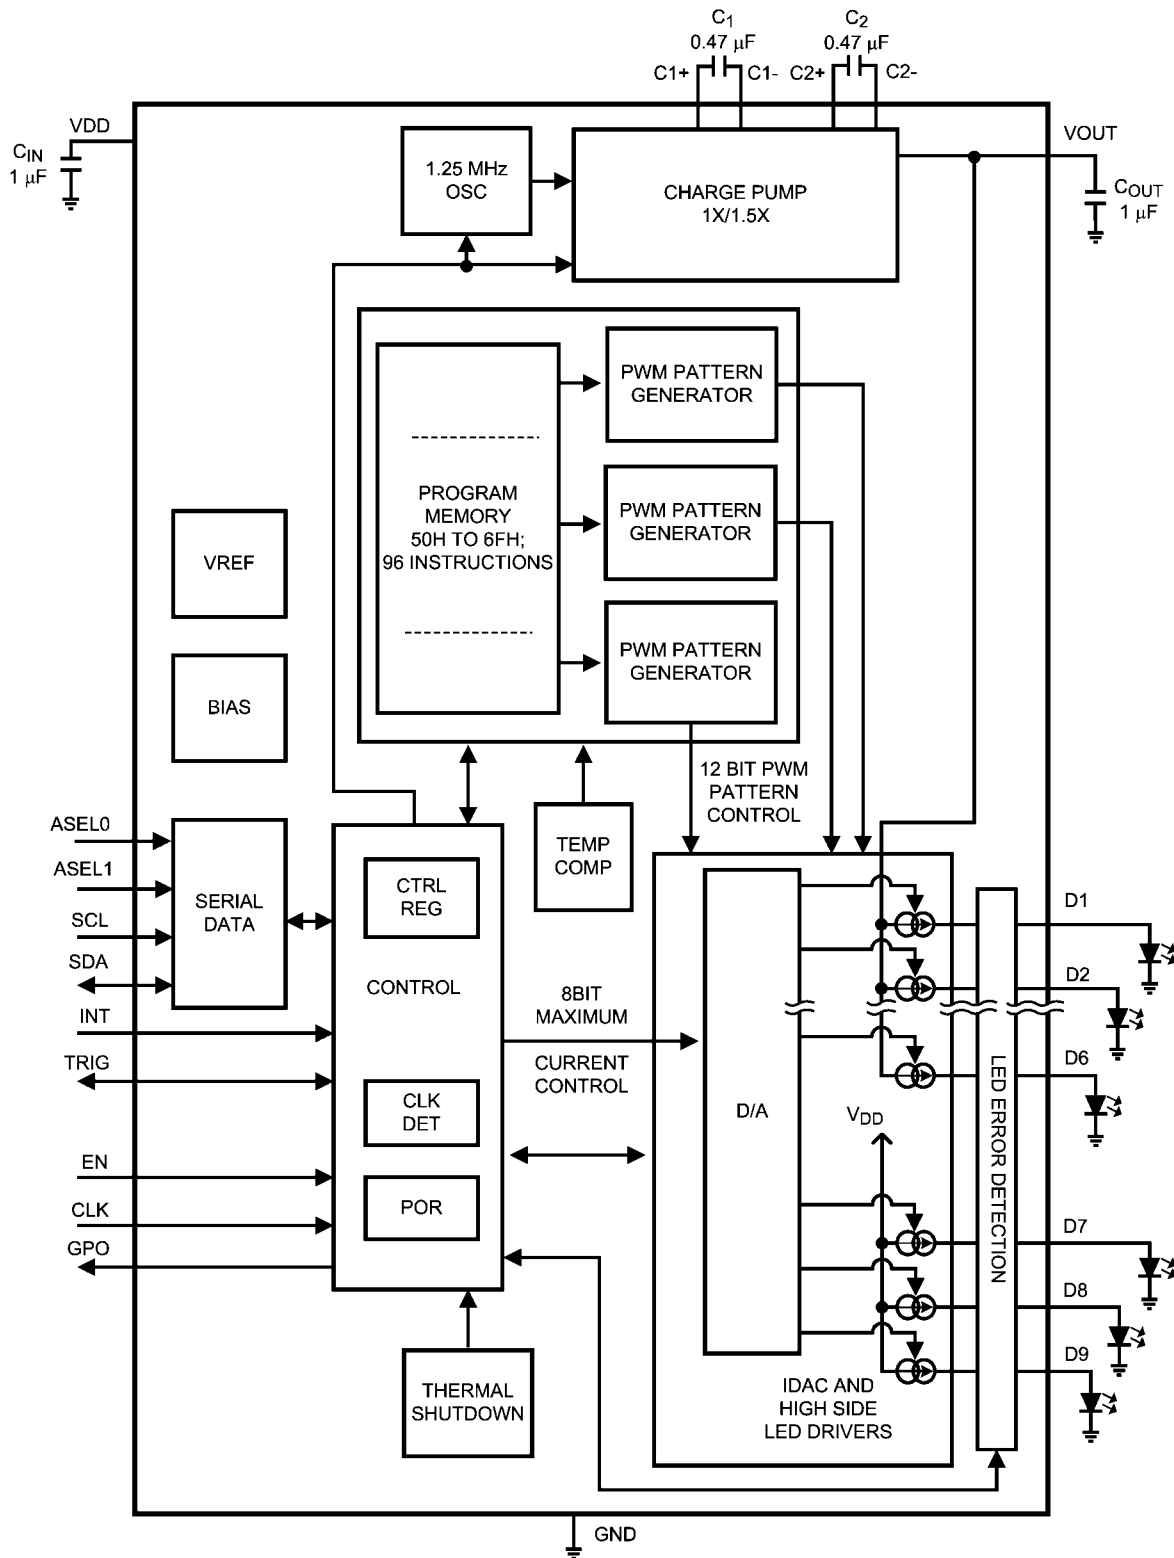 C1
C2
0.47 µF
0.47 µF
C1+
C1-
C2+
C2-
VDD
CIN
1 µF
1.25 MHz
OSC
CHARGE PUMP
1X/1.5X
VOUT
COUT
1 µF
PWM PATTERN
GENERATOR
PROGRAM
MEMORY
50H TO 6FH;
96 INSTRUCTIONS
PWM PATTERN
GENERATOR
PWM PATTERN
GENERATOR
VREF
BIAS
12 BIT PWM
PATTERN
CONTROL
TEMP
COMP
ASEL0
ASEL1
SCL
SDA
INT
TRIG
EN
CLK
GPO
SERIAL
DATA
CTRL
REG
CONTROL
CLK
DET
POR
8BIT
MAXIMUM
CURRENT
CONTROL
D/A
VDD
LED ERROR DETECTION
D1
D2
D6
D7
D8
D9
THERMAL
SHUTDOWN
IDAC AND
HIGH SIDE
LED DRIVERS
GND